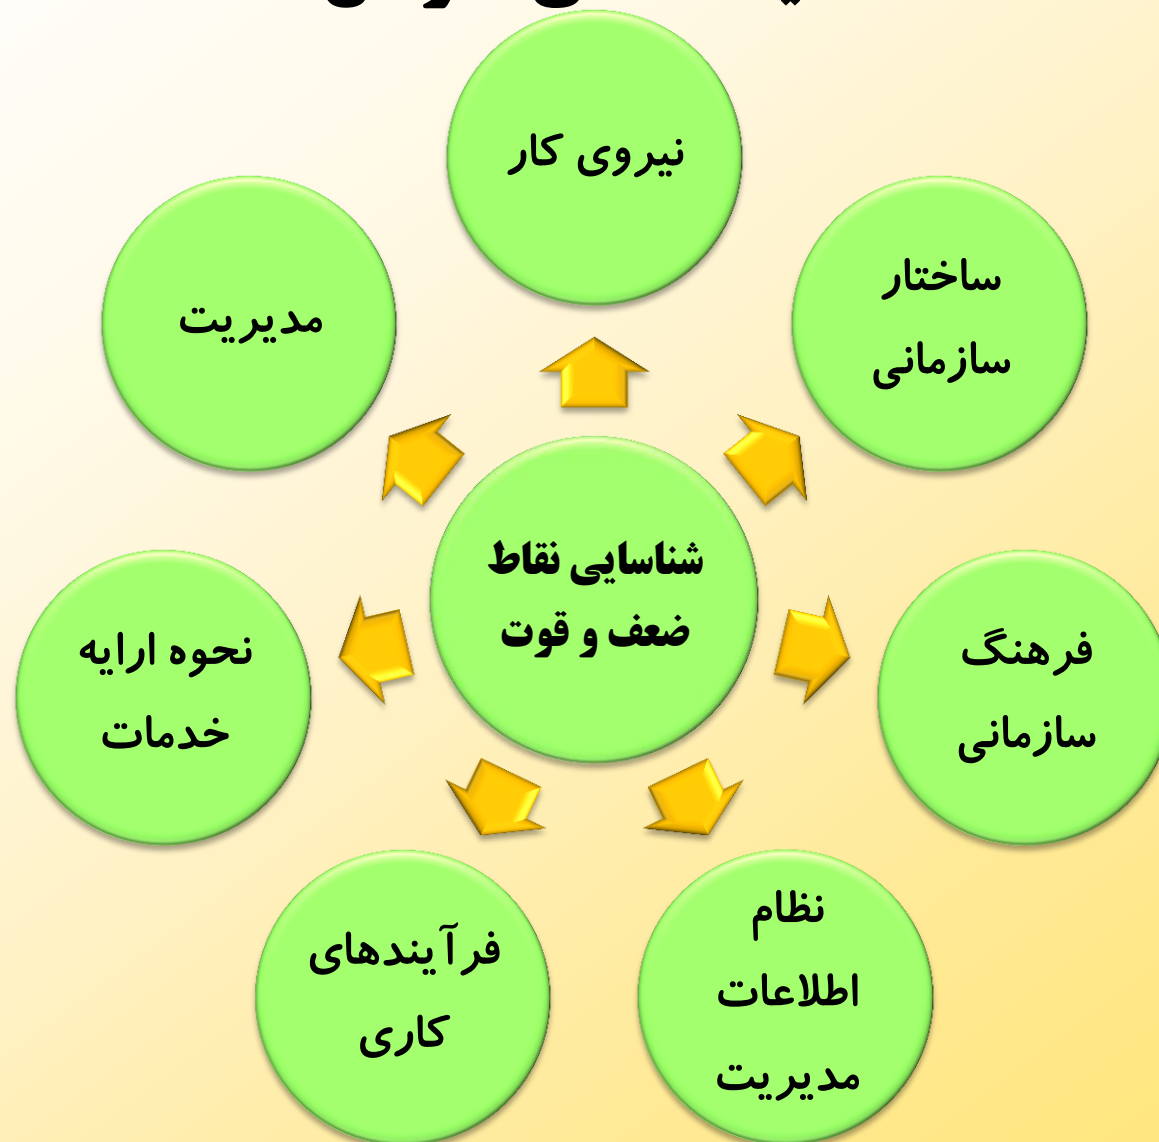 نیروی کار
ساختار
سازمانی
فرهنگ
سازمانی
نظام
اطلاعات
مدیریت
فرآیندهای
کاری
نحوه ارایه
خدمات
مدیریت
شناسایی نقاط
ضعف و قوت